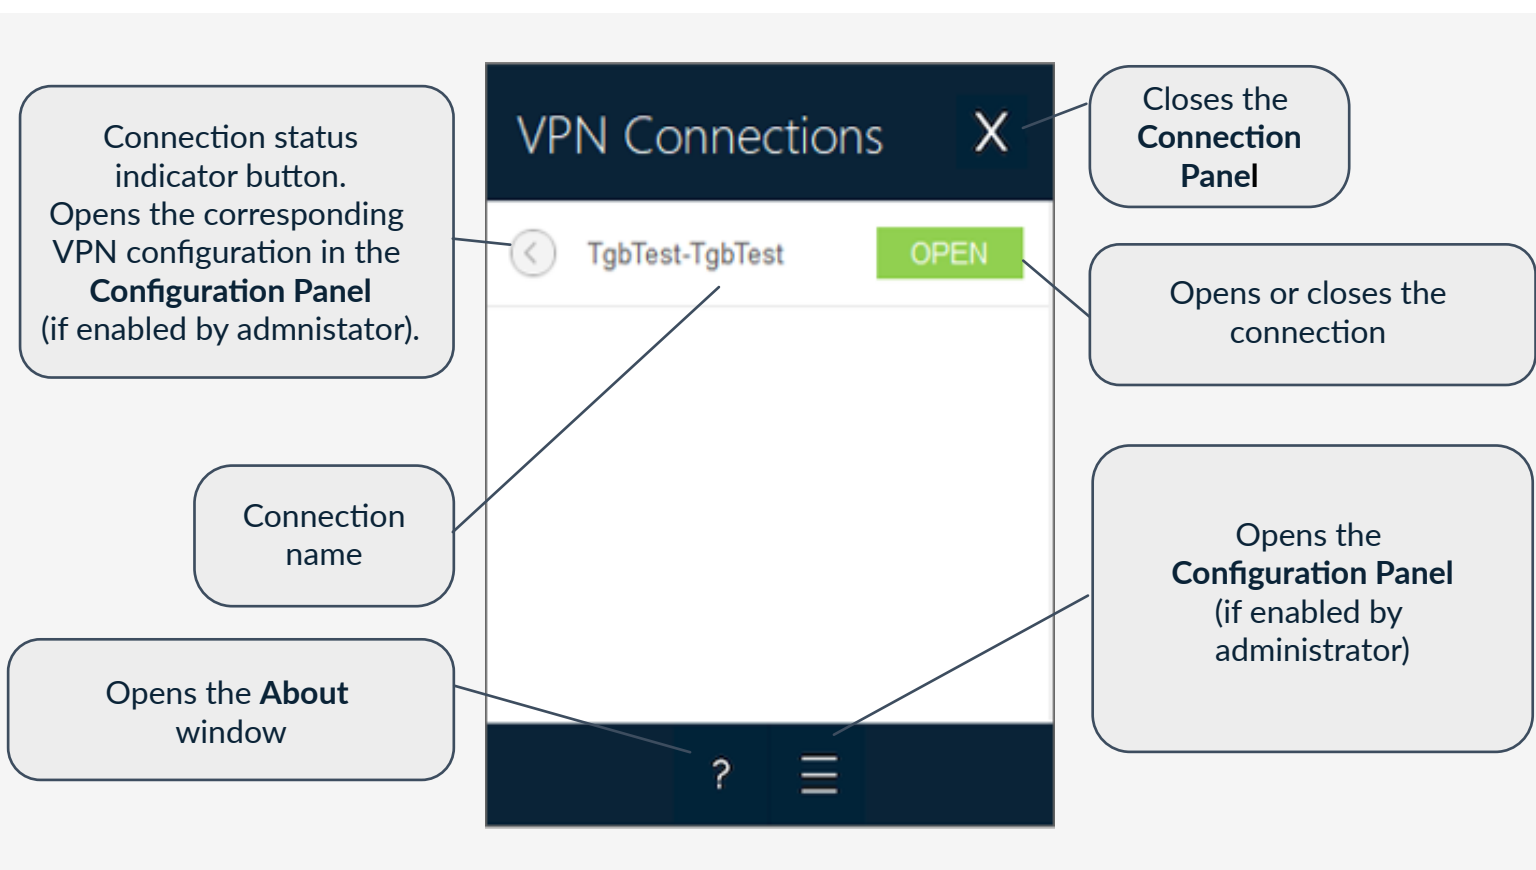 Connection status
indicator button.
Opens the corresponding
VPN configuration in the
Configuration Panel
(if enabled by admnistator).
Connection
name
Opens the About
window
VPN Connections X
TgbTest-TgbTest OPEN
?
Closes the
Connection
Panel
Opens or closes the
connection
Opens the
Configuration Panel
(if enabled by
administrator)